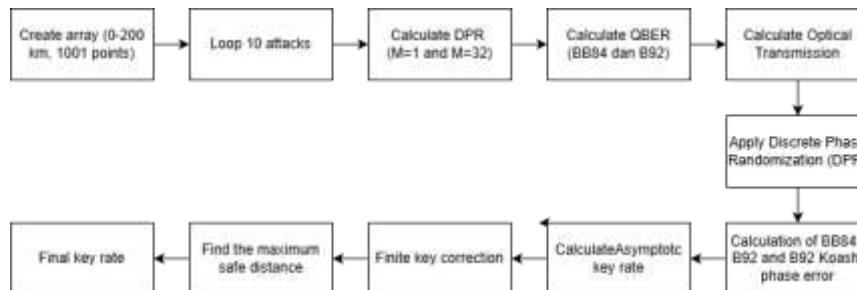 Create array (0-200
km, 1001 points)
Loop 10 attacks
Calculate DPR
(M=1 and M=32)
Calculate QBER
(BB84 dan B92)
Calculate Optical
Transmission
Apply Discrete Phas
Randomization (DPR
Calculation of BB84
B92 and B92 Koash
phase error
CalculateAsymptotc
key rate
Finite key correction
Find the maximum
safe distance
Final key rate